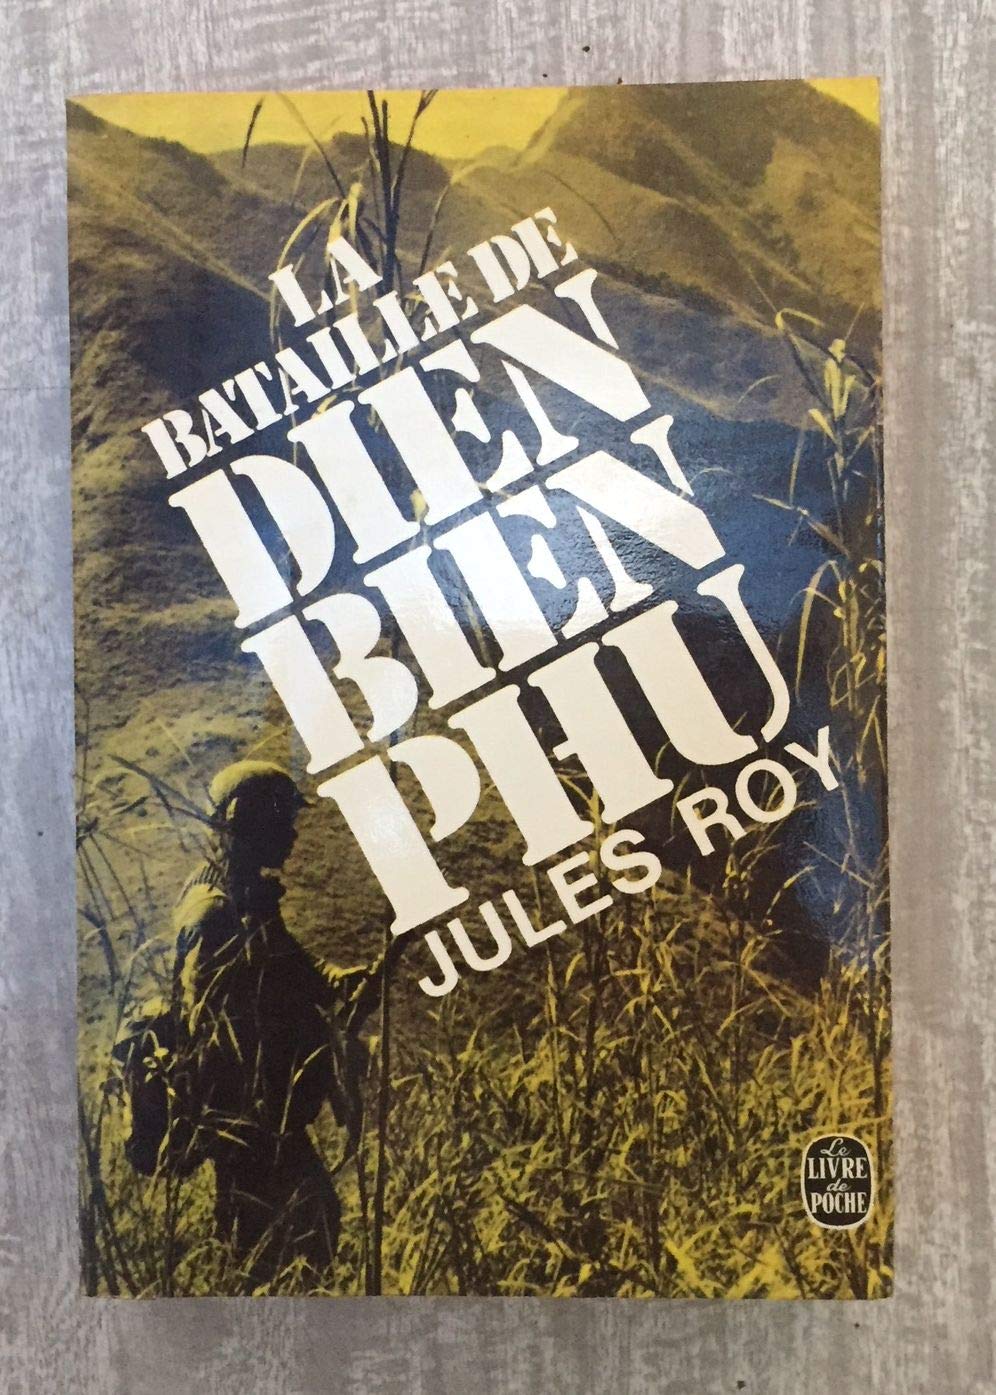 LA
BATAILLE DE
DIEN
BIEN
PHU
JULES ROY
Le
LIVRE
de
POCHE